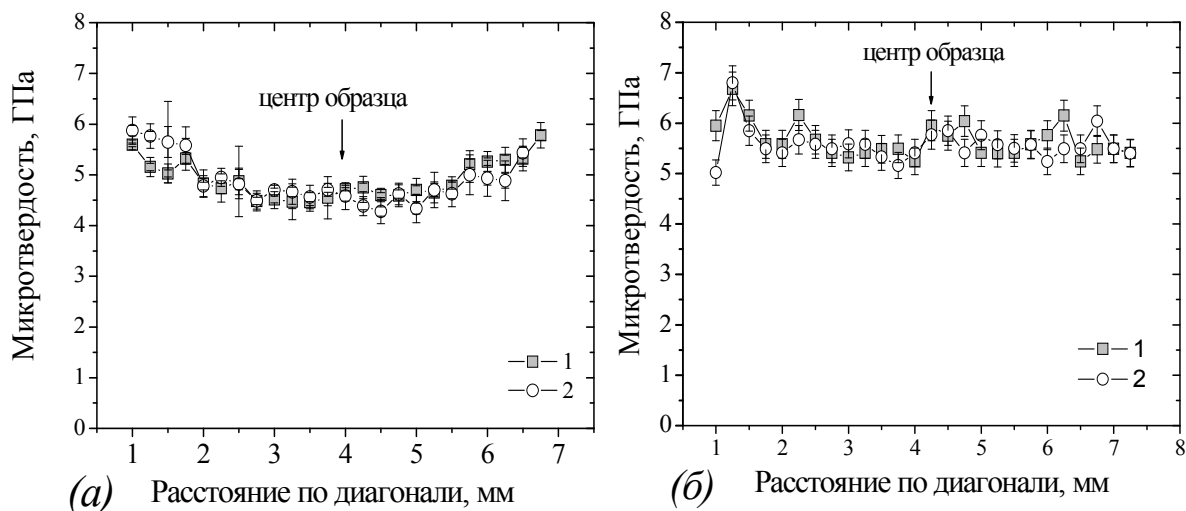 Микротвердость, ГПа
8
7
6
5
4
3
2
1
0
центр образца
1
2
1 2 3 4 5 6 7
(а) Расстояние по диагонали, мм
Микротвердость, ГПа
8
7
6
5
4
3
2
1
0
центр образца
1
2
1 2 3 4 5 6 7 8
(б) Расстояние по диагонали, мм